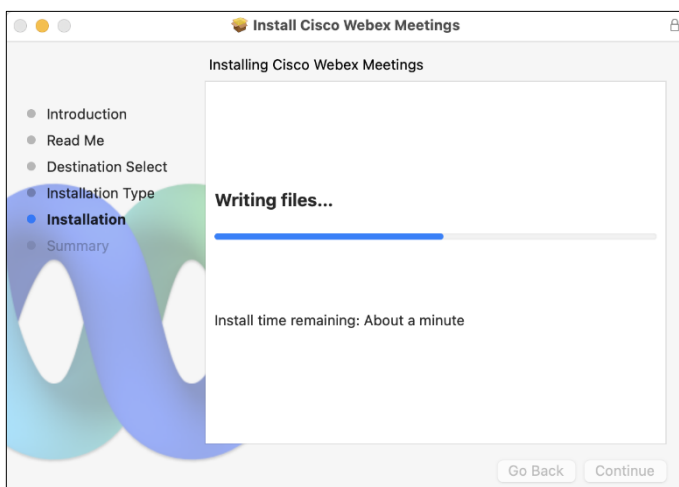 Install Cisco Webex Meetings
Installing Cisco Webex Meetings
Introduction
Read Me
Destination Select
Installation Type
Installation
Summary
Writing files...
Install time remaining: About a minute
Go Back
Continue